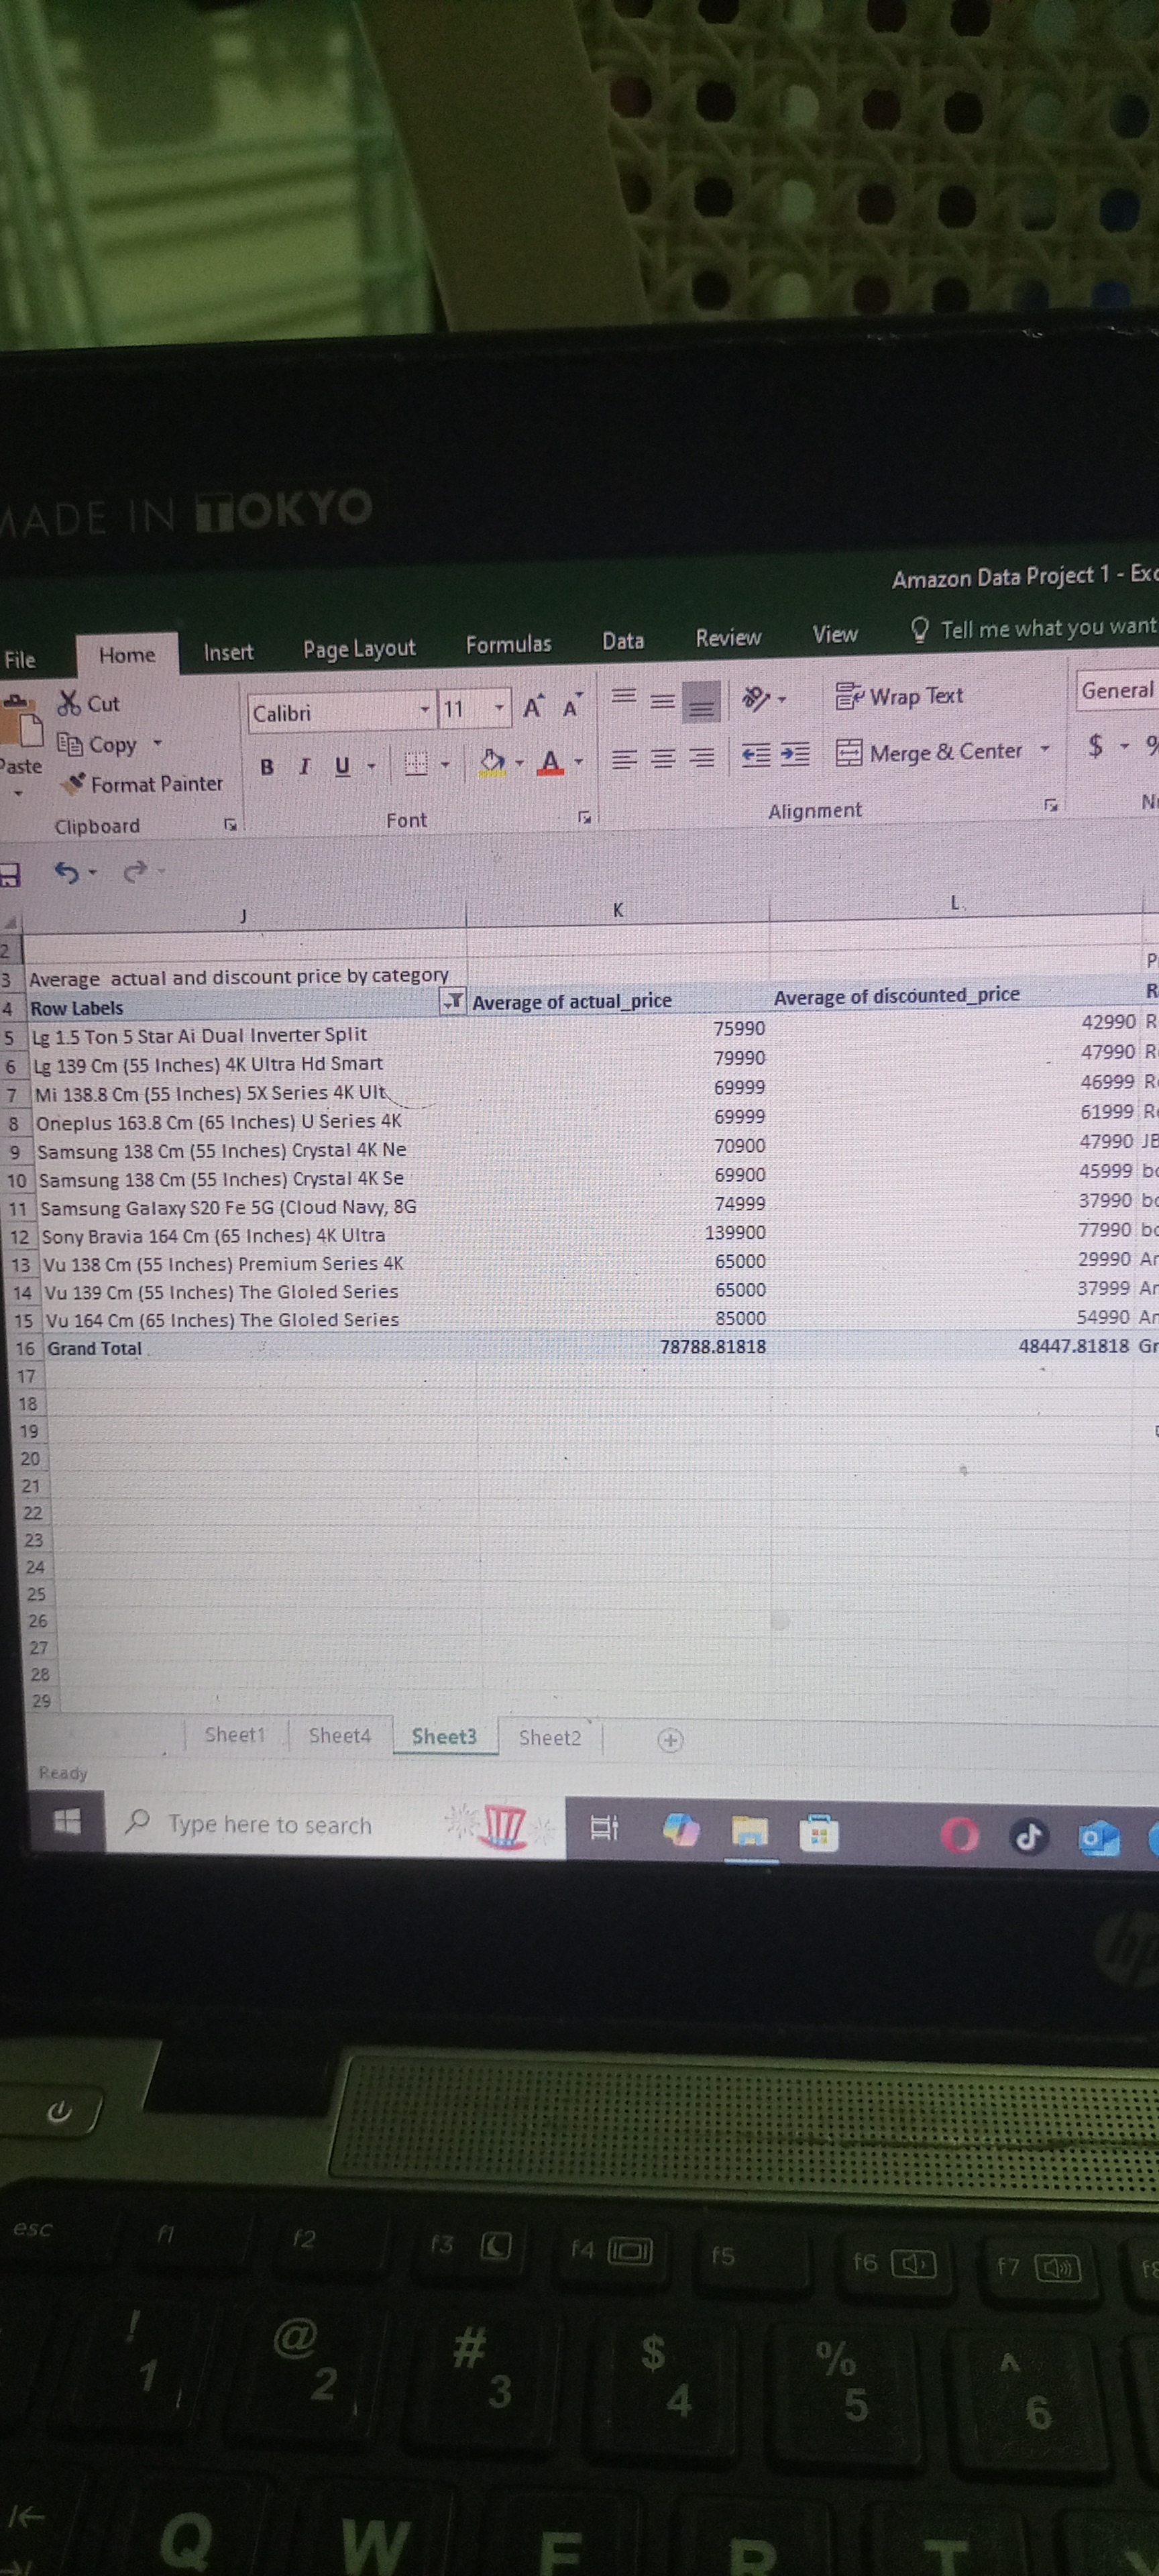 MADE IN TOKYO
Amazon Data Project 1 - Exc
File Home Insert Page Layout Formulas Data Review View Tell me what you want
Cut
Copy
Paste
Format Painter
Clipboard
Calibri 11 A A
B I U A
Font
Wrap Text
Merge & Center
Alignment
General
$ %
J K L
2
3 Average actual and discount price by category
4 Row Labels Average of actual_price Average of discounted_price
5 Lg 1.5 Ton 5 Star Ai Dual Inverter Split 75990 42990
6 Lg 139 Cm (55 Inches) 4K Ultra Hd Smart 79990 47990
7 Mi 138.8 Cm (55 Inches) 5X Series 4K Ult 69999 46999
8 Oneplus 163.8 Cm (65 Inches) U Series 4K 69999 61999
9 Samsung 138 Cm (55 Inches) Crystal 4K Ne 70900 47990
10 Samsung 138 Cm (55 Inches) Crystal 4K Se 69900 45999
11 Samsung Galaxy S20 Fe 5G (Cloud Navy, 8G 74999 37990
12 Sony Bravia 164 Cm (65 Inches) 4K Ultra 139900 77990
13 Vu 138 Cm (55 Inches) Premium Series 4K 65000 29990
14 Vu 139 Cm (55 Inches) The Gloled Series 65000 37999
15 Vu 164 Cm (65 Inches) The Gloled Series 85000 54990
16 Grand Total 78788.81818 48447.81818
17
18
19
20
21
22
23
24
25
26
27
28
29
Sheet1 Sheet4 Sheet3 Sheet2
Ready
Type here to search
hp
esc f1 f2 f3 f4 f5 f6 f7 f8
! @ # $ % ^
1 2 3 4 5 6
Q W E R T